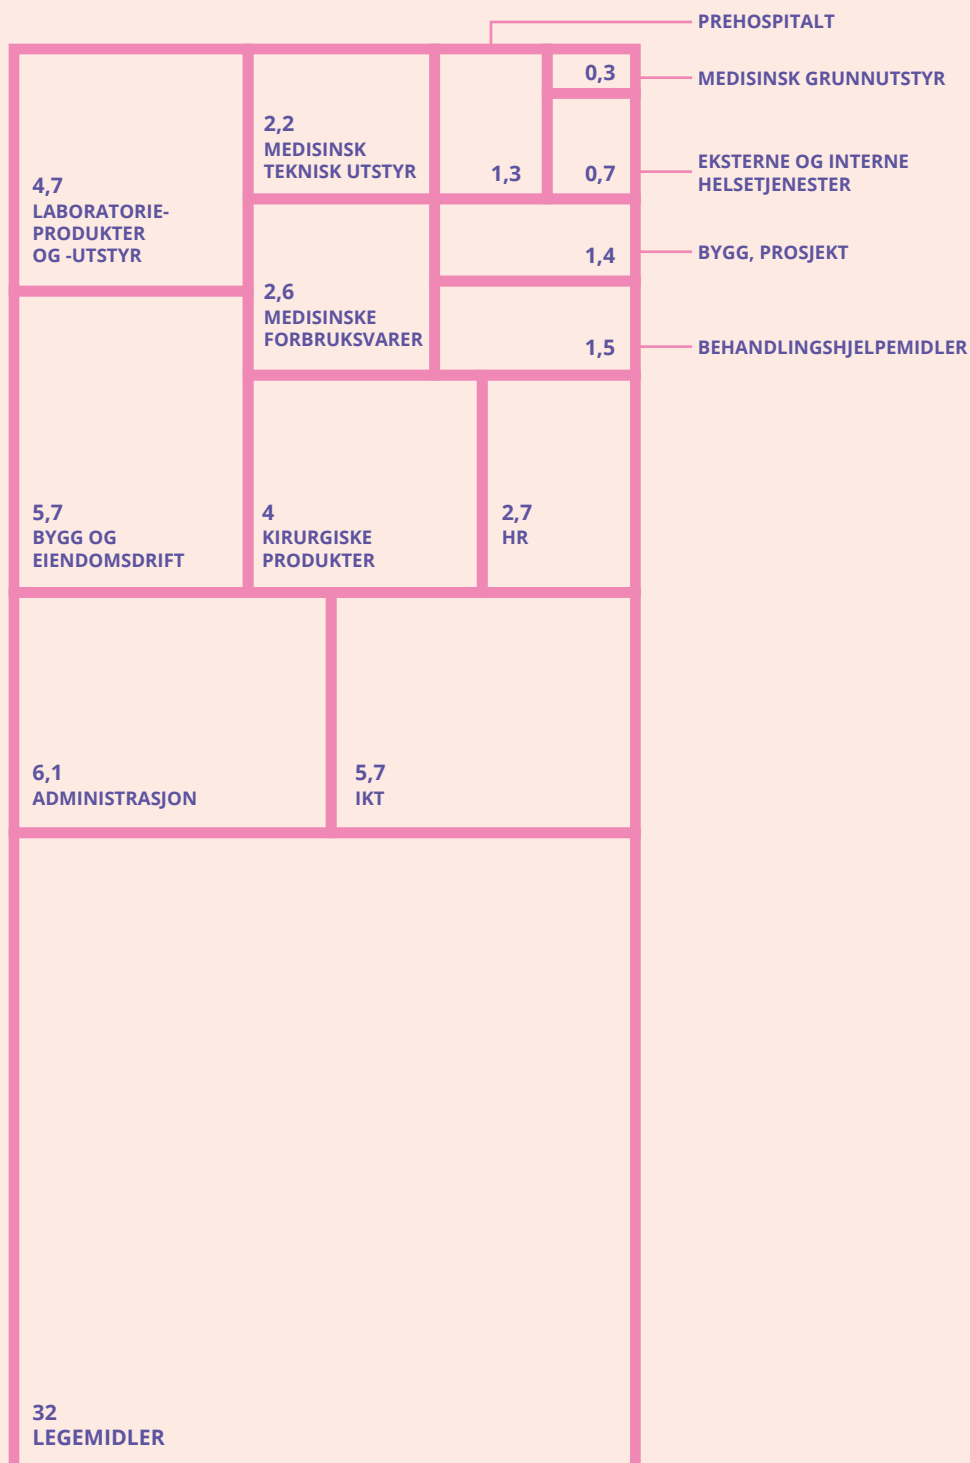 PREHOSPITALT
0,3
MEDISINSK GRUNNUTSTYR
2,2
MEDISINSK
TEKNISK UTSTYR
1,3
0,7
EKSTERNE OG INTERNE
HELSETJENESTER
4,7
LABORATORIE-
PRODUKTER
OG -UTSTYR
1,4
BYGG, PROSJEKT
2,6
MEDISINSKE
FORBRUKSVARER
1,5
BEHANDLINGSHJELPEMIDLER
5,7
BYGG OG
EIENDOMSDRIFT
4
KIRURGISKE
PRODUKTER
2,7
HR
6,1
ADMINISTRASJON
5,7
IKT
32
LEGEMIDLER